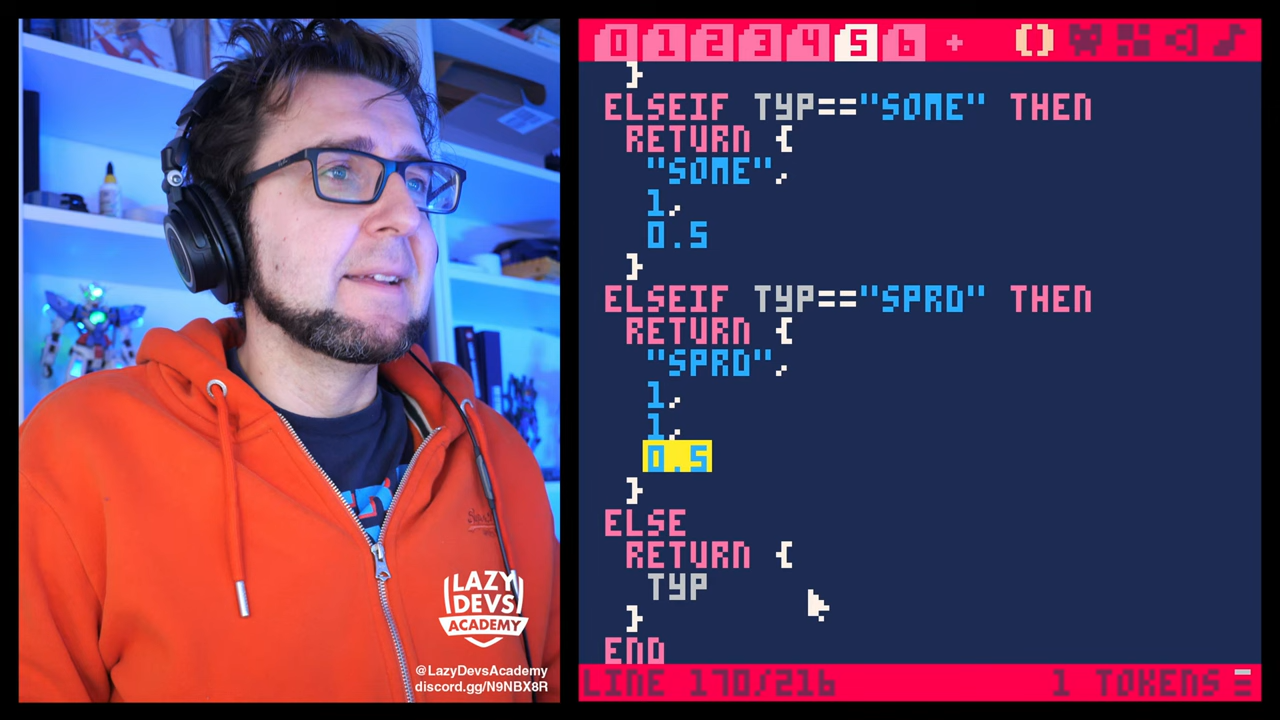 0 1 2 3 4 5 6 + ()
}
ELSEIF TYP=="SOME" THEN
RETURN {
"SOME",
1,
0.5
}
ELSEIF TYP=="SPRD" THEN
RETURN {
"SPRD",
1,
1,
0.5
}
ELSE
RETURN {
TYP
}
END
LINE 170/216 1 TOKENS
LAZY
DEVS
ACADEMY
@LazyDevsAcademy
discord.gg/N9NBX8R